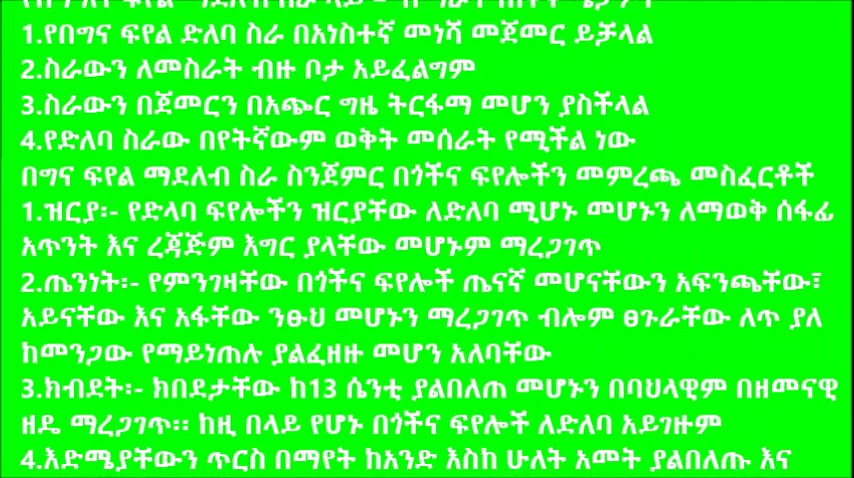 1.የበግና ፍየል ድለባ ስራ በአነስተኛ መነሻ መጀመር ይቻላል
2.ስራውን ለመስራት ብዙ ቦታ አይፈልግም
3.ስራውን በጀመርን በአጭር ግዜ ትርፋማ መሆን ያስችላል
4.የድለባ ስራው በየትኛውም ወቅት መሰራት የሚችል ነው
በግና ፍየል ማደለብ ስራ ስንጀምር በጎችና ፍየሎችን መምረጫ መስፈርቶች
1.ዝርያ፡- የድላባ ፍየሎችን ዝርያቸው ለድለባ ሚሆኑ መሆኑን ለማወቅ ሰፋፊ
አጥንት እና ረጃጅም እግር ያላቸው መሆኑም ማረጋገጥ
2.ጤንነት፡- የምንገዛቸው በጎችና ፍየሎች ጤናኛ መሆናቸውን አፍንጫቸው፣
አይናቸው እና አፋቸው ንፁህ መሆኑን ማረጋገጥ ብሎም ፀጉራቸው ለጥ ያለ
ከመንጋው የማይነጠሉ ያልፈዘዙ መሆን አለባቸው
3.ክብደት፡- ክበደታቸው ከ13 ሴንቲ ያልበለጠ መሆኑን በባህላዊም በዘመናዊ
ዘዴ ማረጋገጥ፡፡ ከዚ በላይ የሆኑ በጎችና ፍየሎች ለድለባ አይገዙም
4.እድሜያቸውን ጥርስ በማየት ከአንድ እስከ ሁለት አመት ያልበለጡ እና